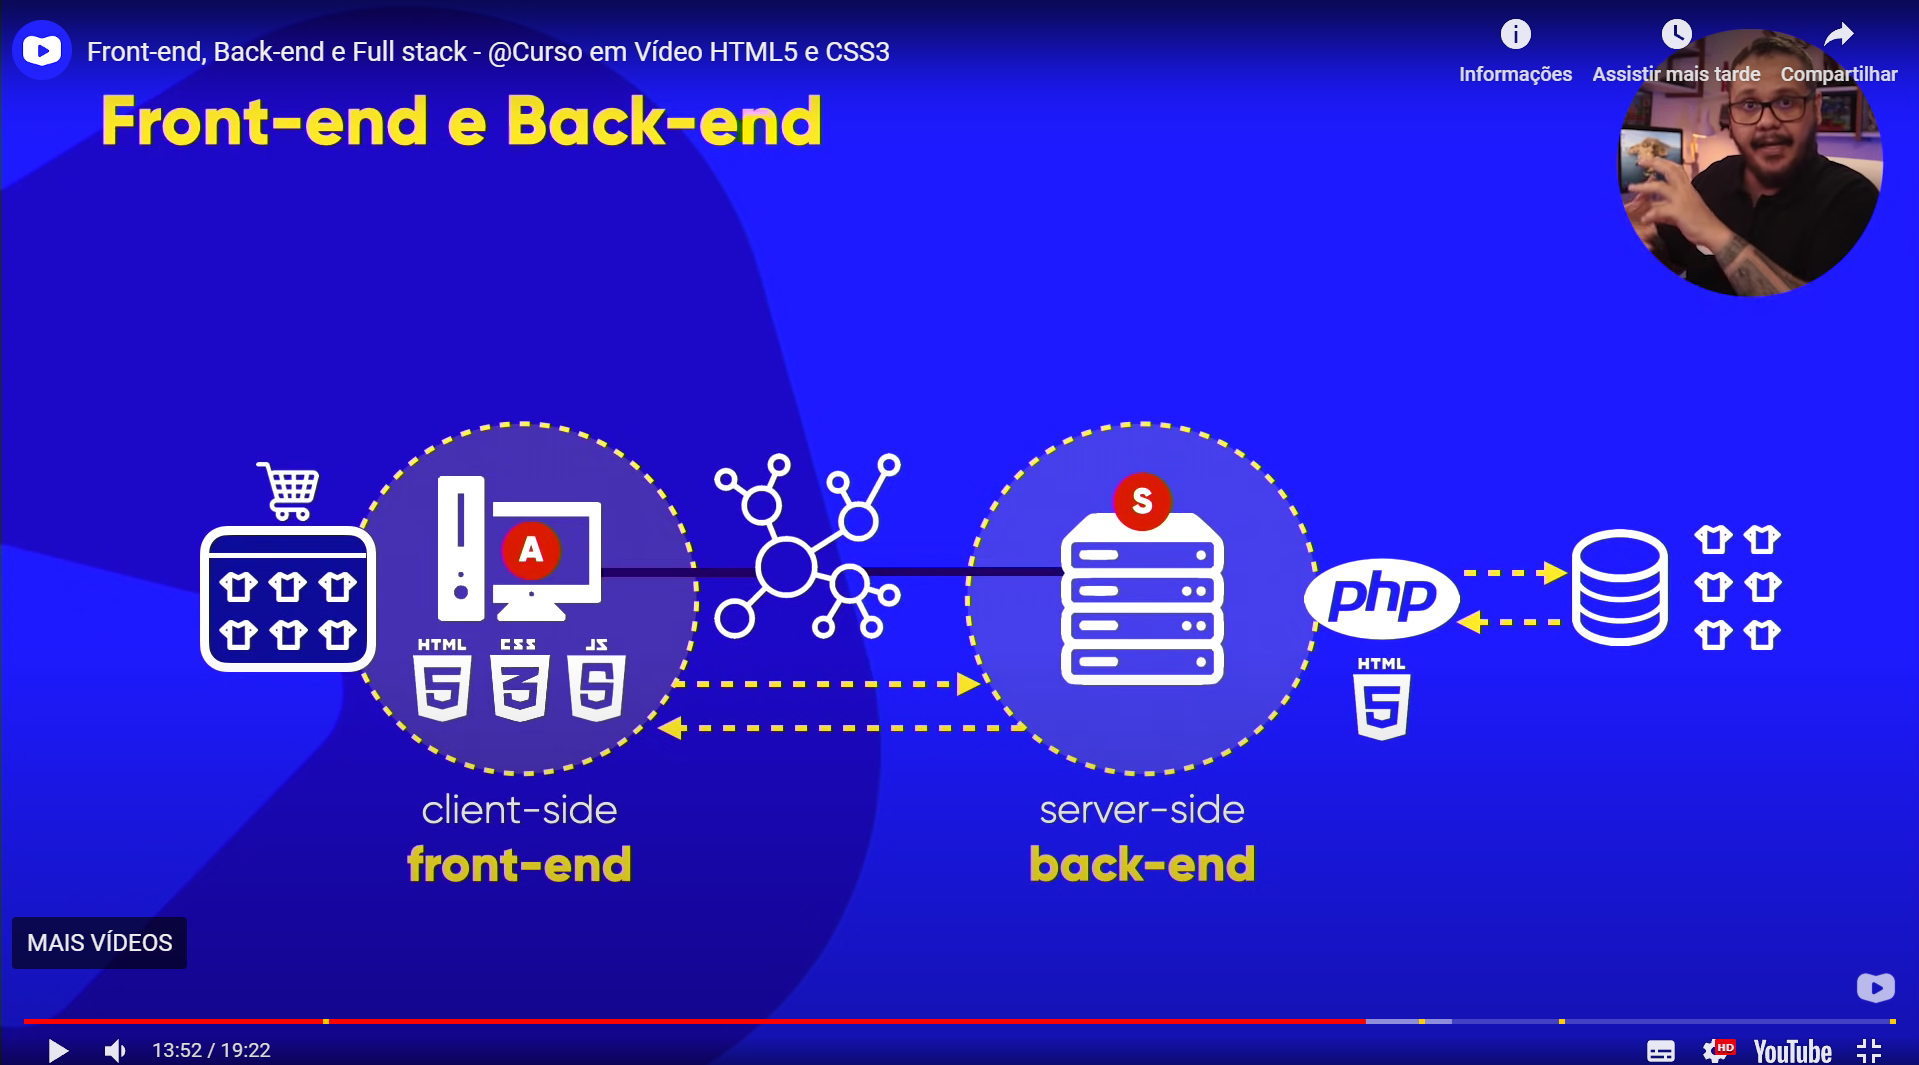 Front-end, Back-end e Full stack - @Curso em Vídeo HTML5 e CSS3
Informações
Assistir mais tarde
Compartilhar
Front-end e Back-end
A
S
HTML
5
CSS
3
JS
5
php
HTML
5
client-side
front-end
server-side
back-end
MAIS VÍDEOS
13:52 / 19:22
HD
YouTube